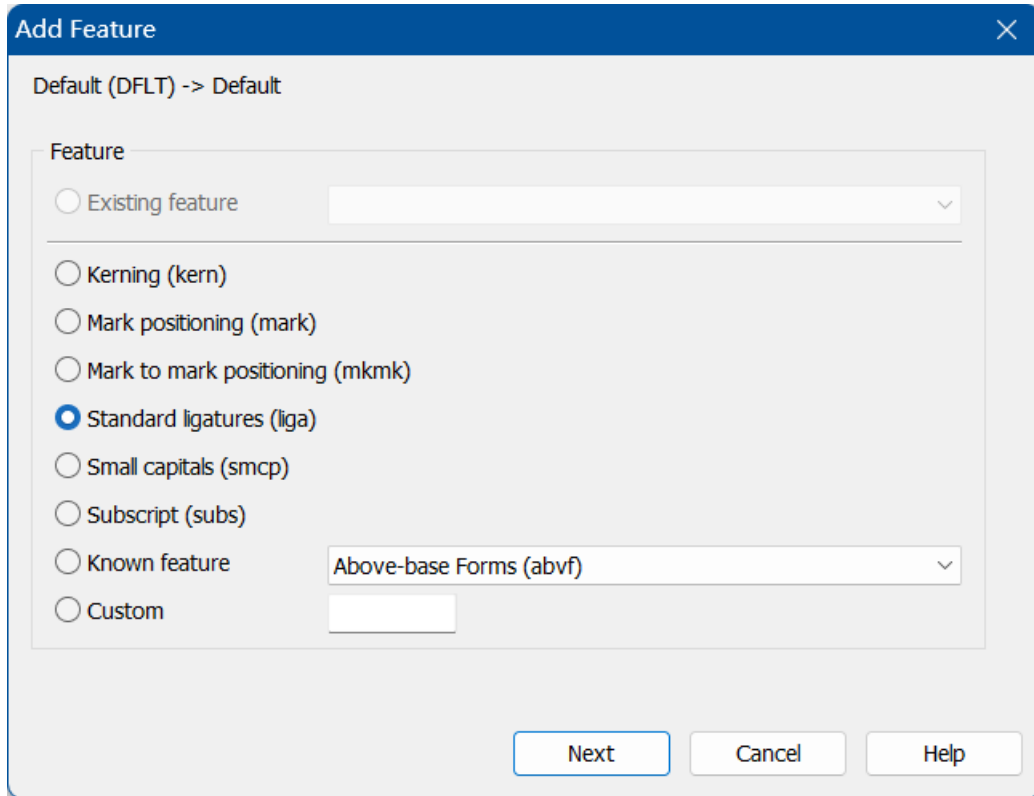 Add Feature
Default (DFLT) -> Default
Feature
Existing feature
Kerning (kern)
Mark positioning (mark)
Mark to mark positioning (mkmk)
Standard ligatures (liga)
Small capitals (smcp)
Subscript (subs)
Known feature Above-base Forms (abvf)
Custom
Next Cancel Help